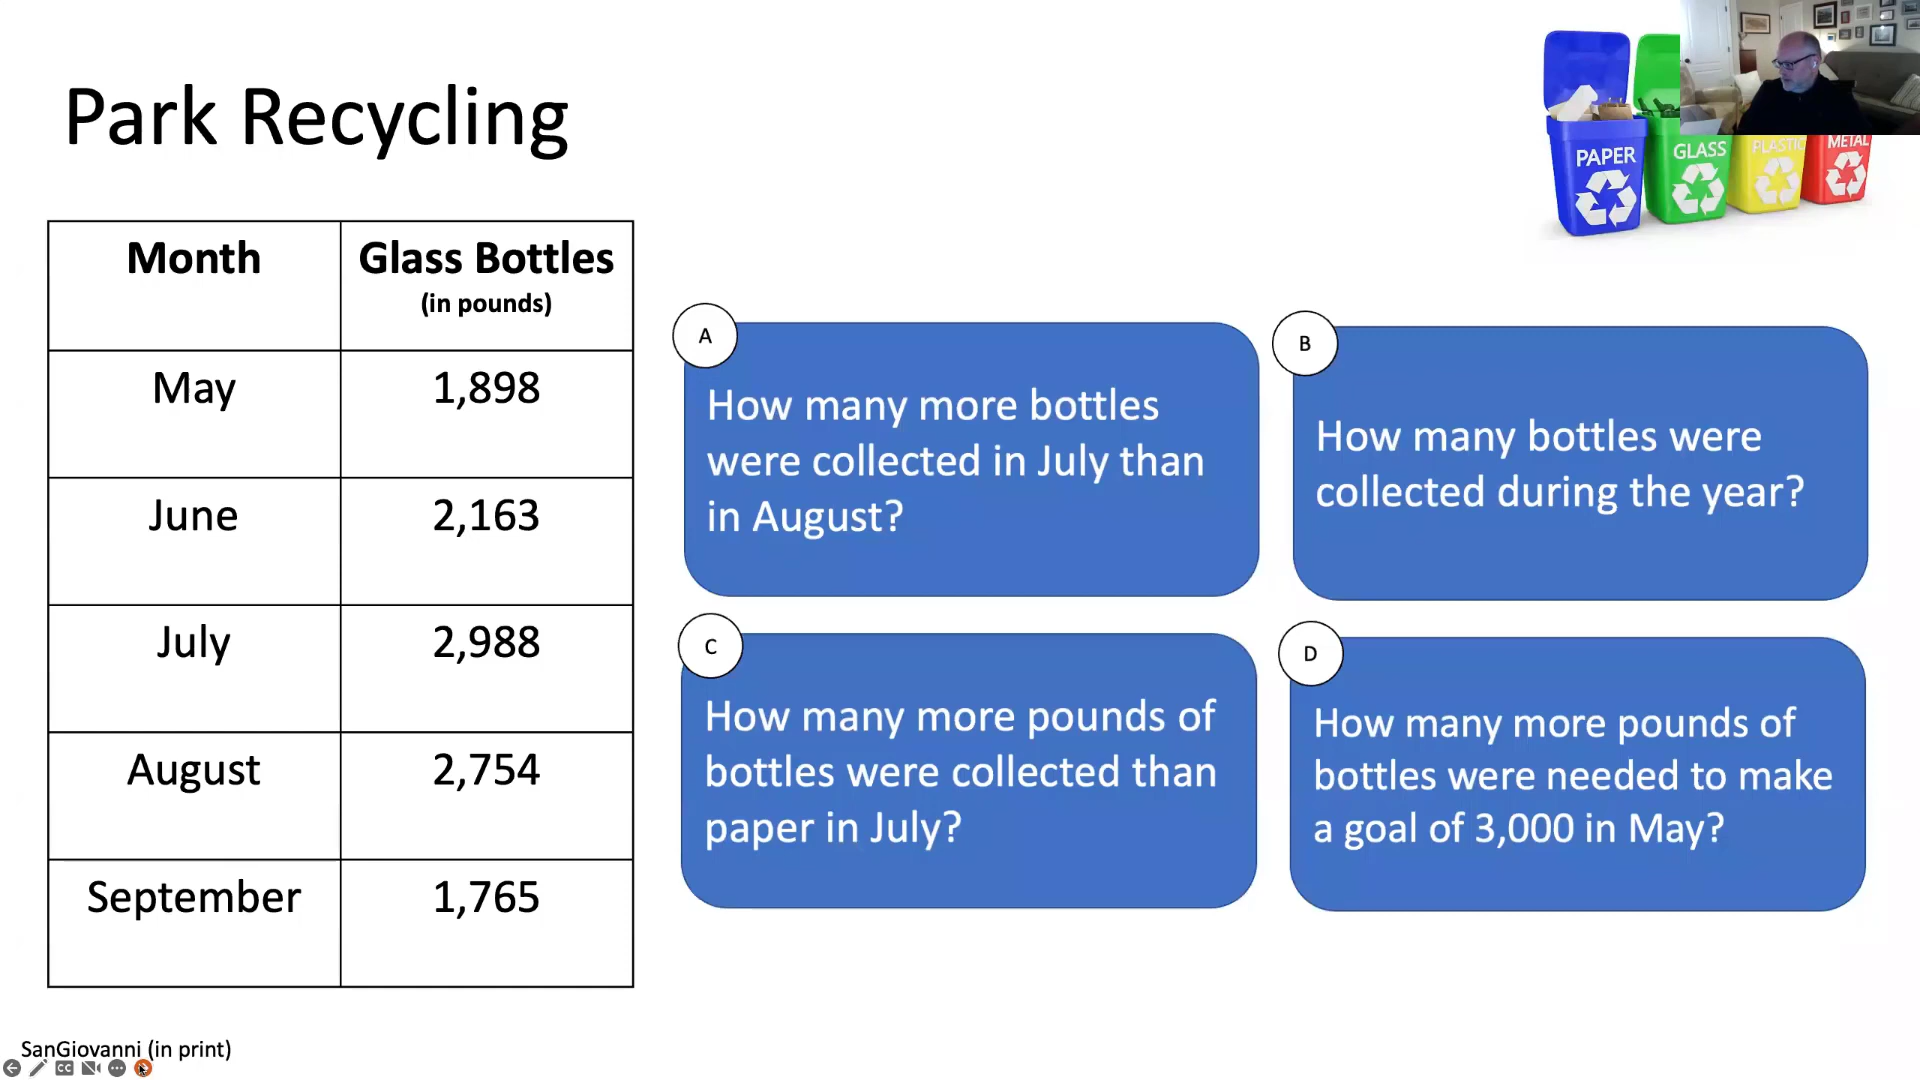 Park Recycling
PAPER
GLASS
PLASTIC
METAL
Month Glass Bottles
(in pounds)
May 1,898
June 2,163
July 2,988
August 2,754
September 1,765
A
How many more bottles
were collected in July than
in August?
B
How many bottles were
collected during the year?
C
How many more pounds of
bottles were collected than
paper in July?
D
How many more pounds of
bottles were needed to make
a goal of 3,000 in May?
SanGiovanni (in print)
CC